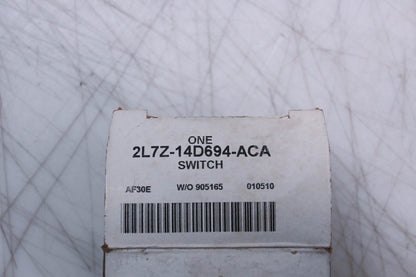 ONE
2L7Z-14D694-ACA
SWITCH
AF30E W/O 905165 010510